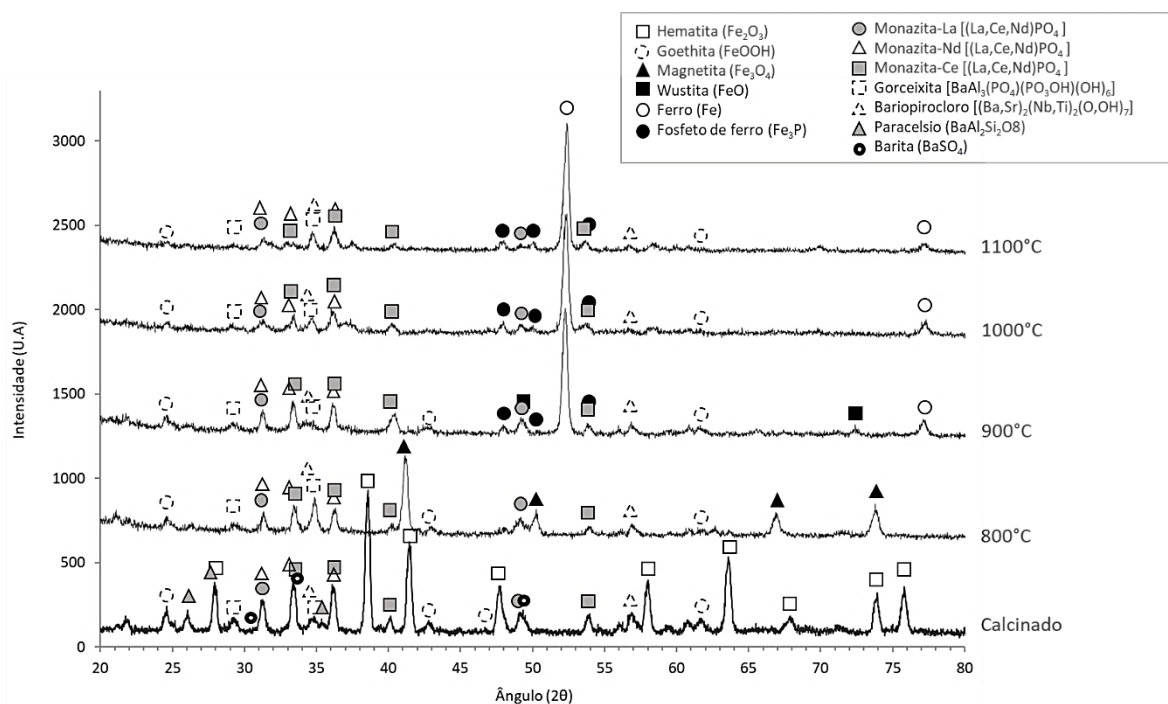 Hematita (Fe₂O₃)
Goethita (FeOOH)
Magnetita (Fe₃O₄)
Wustita (FeO)
Ferro (Fe)
Fosfeto de ferro (Fe₃P)
Monazita-La [(La,Ce,Nd)PO₄]
Monazita-Nd [(La,Ce,Nd)PO₄]
Monazita-Ce [(La,Ce,Nd)PO₄]
Gorceixita [BaAl₃(PO₄)(PO₃OH)(OH)₆]
Bariopirocloro [(Ba,Sr)₂(Nb,Ti)₂(O,OH)₇]
Paracelsio (BaAl₂Si₂O8)
Barita (BaSO₄)
Intensidade (U.A)
3000
2500
2000
1500
1000
500
0
1100°C
1000°C
900°C
800°C
Calcinado
20 25 30 35 40 45 50 55 60 65 70 75 80
Ângulo (2θ)